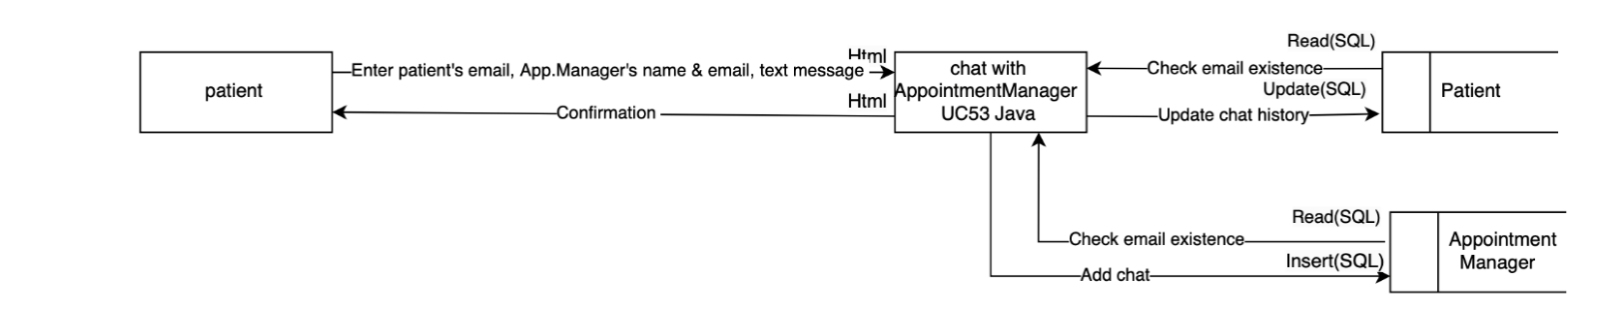 Read(SQL)
Html
patient
Enter patient's email, App.Manager's name & email, text message
chat with
AppointmentManager
UC53 Java
Check email existence
Update(SQL)
Patient
Html
Confirmation
Update chat history
Read(SQL)
Check email existence
Appointment
Manager
Insert(SQL)
Add chat